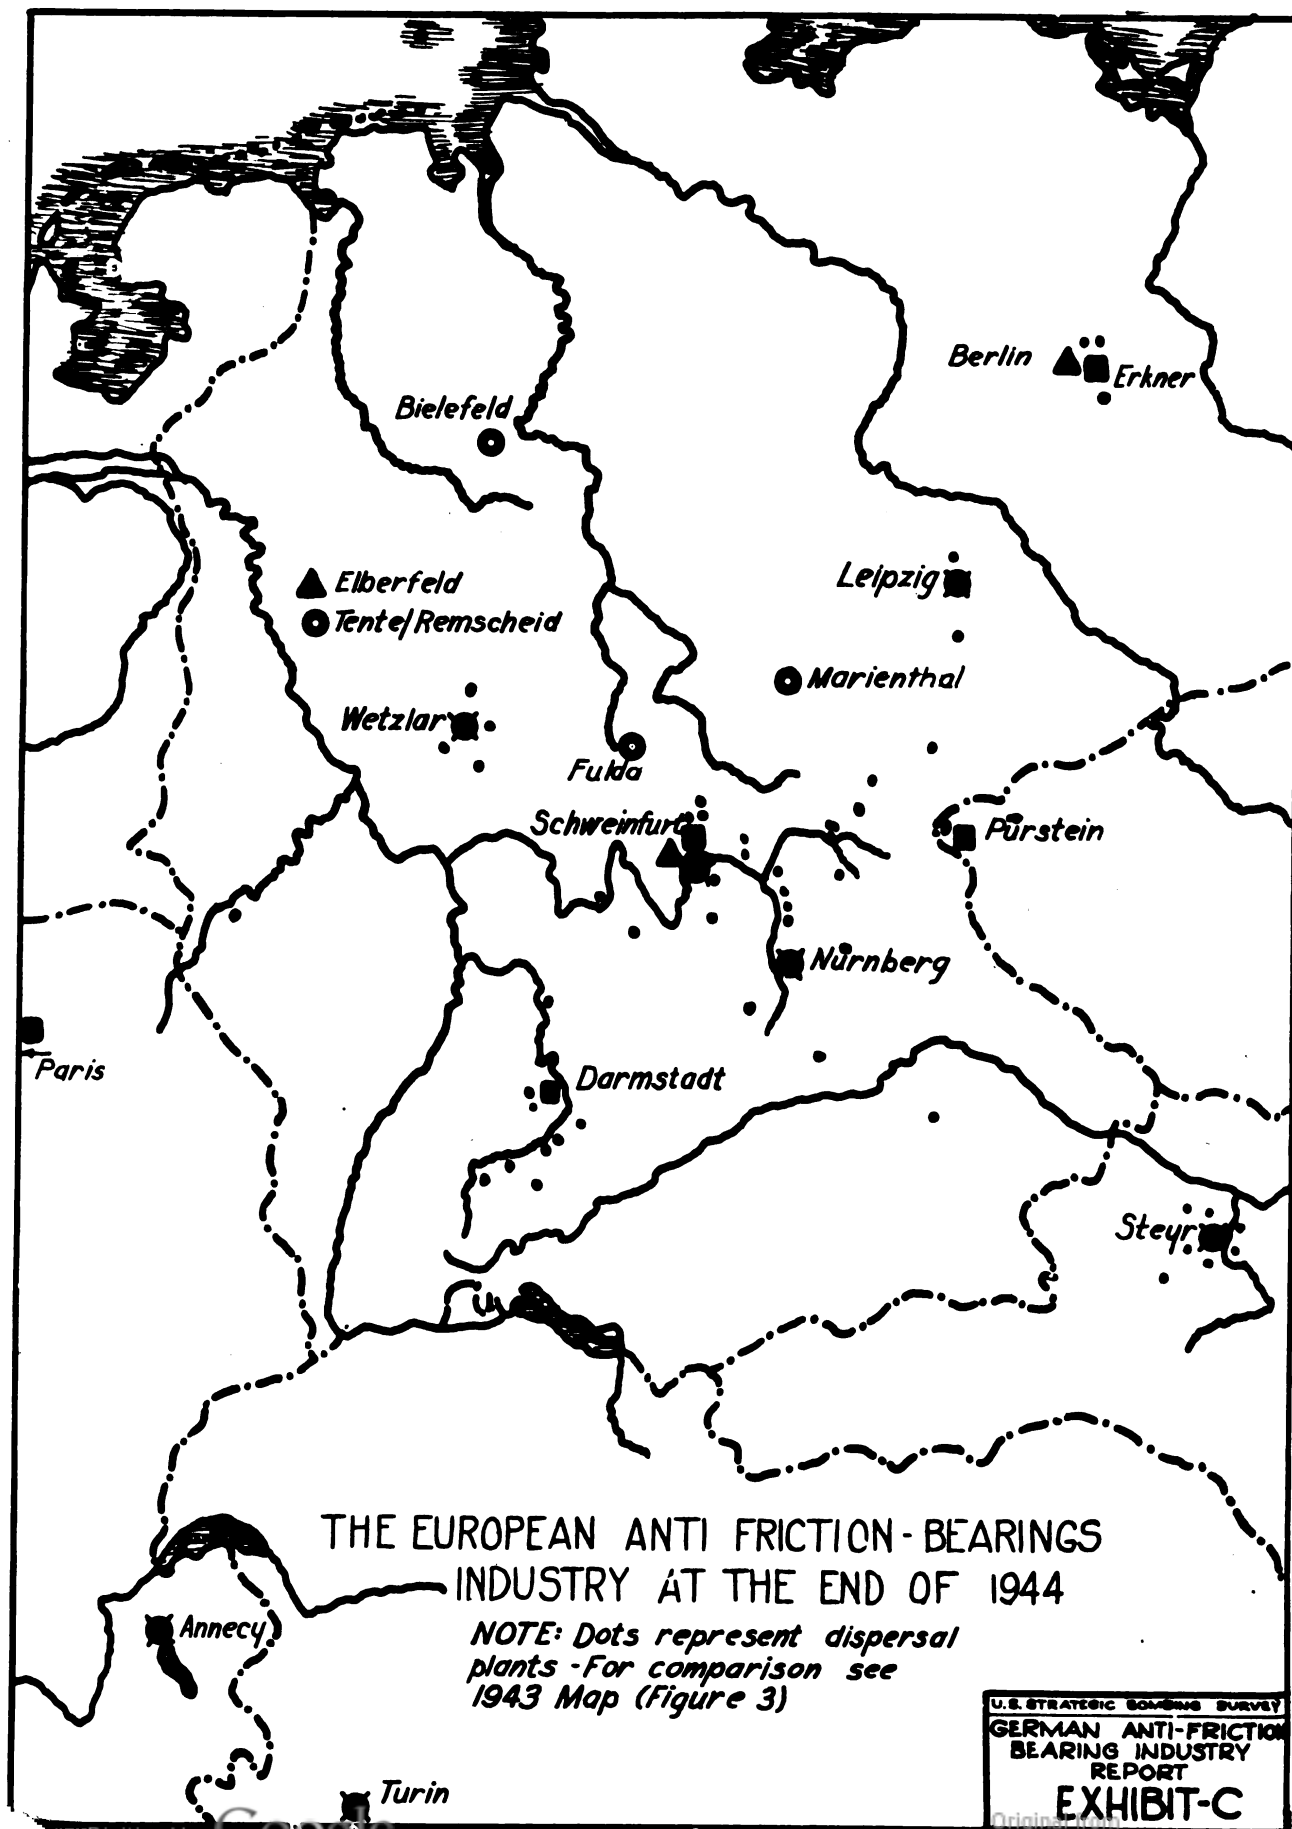 Berlin
Erkner
Bielefeld
Elberfeld
Tente/Remscheid
Leipzig
Marienthal
Wetzlar
Fulda
Schweinfurt
Pürstein
Nürnberg
Paris
Darmstadt
Steyr
THE EUROPEAN ANTI FRICTION-BEARINGS
INDUSTRY AT THE END OF 1944
NOTE: Dots represent dispersal
plants - For comparison see
1943 Map (Figure 3)
Annecy
Turin
U.S. STRATEGIC BOMBING SURVEY
GERMAN ANTI-FRICTION
BEARING INDUSTRY
REPORT
EXHIBIT-C
Original from